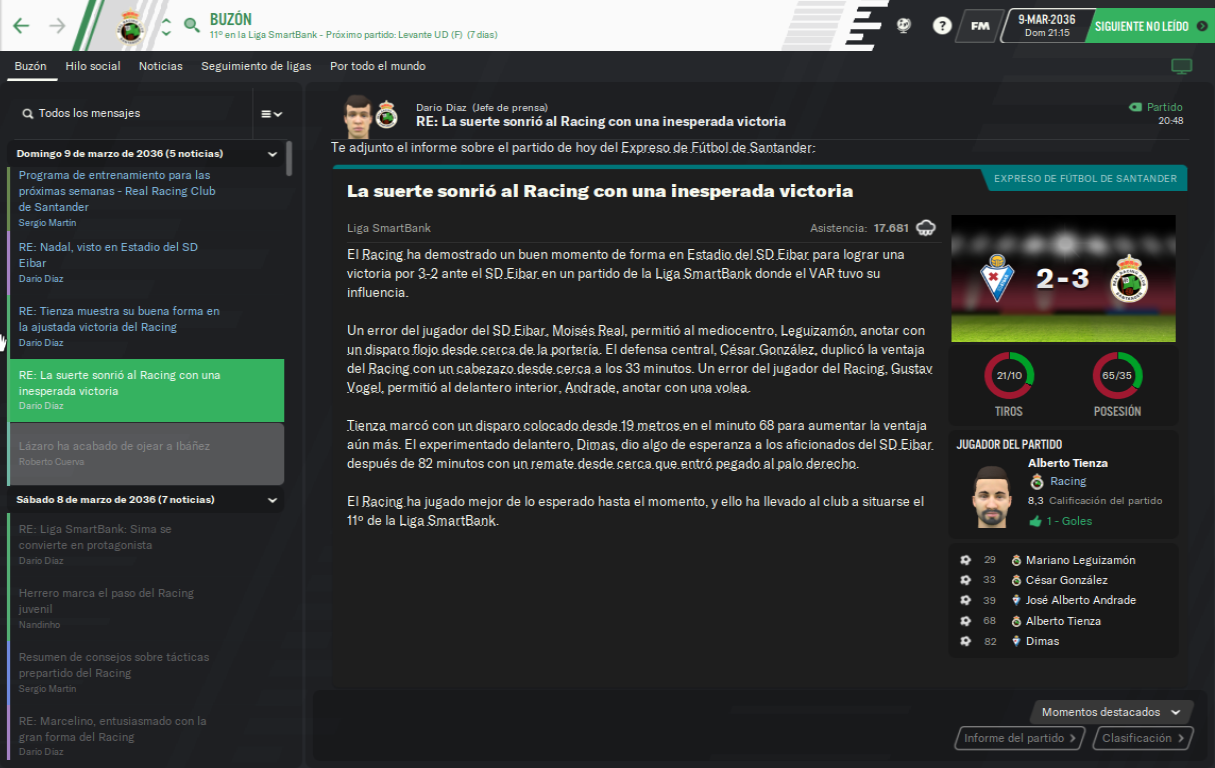 BUZÓN
11º en la Liga SmartBank - Próximo partido: Levante UD (F) (7 días)
FM
9-MAR-2036
Dom 21:15
SIGUIENTE NO LEÍDO
Buzón Hilo social Noticias Seguimiento de ligas Por todo el mundo
Todos los mensajes
Domingo 9 de marzo de 2036 (5 noticias)
Programa de entrenamiento para las
próximas semanas - Real Racing Club
de Santander
Sergio Martín
RE: Nadal, visto en Estadio del SD
Eibar
Darío Díaz
RE: Tienza muestra su buena forma en
la ajustada victoria del Racing
Darío Díaz
RE: La suerte sonrió al Racing con una
inesperada victoria
Darío Díaz
Lázaro ha acabado de ojear a Ibáñez
Roberto Cuerva
Sábado 8 de marzo de 2036 (7 noticias)
RE: Liga SmartBank: Sima se
convierte en protagonista
Darío Díaz
Herrero marca el paso del Racing
juvenil
Nandinho
Resumen de consejos sobre tácticas
prepartido del Racing
Sergio Martín
RE: Marcelino, entusiasmado con la
gran forma del Racing
Darío Díaz
Darío Díaz (Jefe de prensa)
RE: La suerte sonrió al Racing con una inesperada victoria
Partido
20:48
Te adjunto el informe sobre el partido de hoy del Expreso de Fútbol de Santander:
EXPRESO DE FÚTBOL DE SANTANDER
La suerte sonrió al Racing con una inesperada victoria
Liga SmartBank
Asistencia: 17.681
El Racing ha demostrado un buen momento de forma en Estadio del SD Eibar para lograr una
victoria por 3-2 ante el SD Eibar en un partido de la Liga SmartBank donde el VAR tuvo su
influencia.
Un error del jugador del SD Eibar, Moisés Real, permitió al mediocentro, Leguizamón, anotar con
un disparo flojo desde cerca de la portería. El defensa central, César González, duplicó la ventaja
del Racing con un cabezazo desde cerca a los 33 minutos. Un error del jugador del Racing, Gustav
Vogel, permitió al delantero interior, Andrade, anotar con una volea.
Tienza marcó con un disparo colocado desde 19 metros en el minuto 68 para aumentar la ventaja
aún más. El experimentado delantero, Dimas, dio algo de esperanza a los aficionados del SD Eibar
después de 82 minutos con un remate desde cerca que entró pegado al palo derecho.
El Racing ha jugado mejor de lo esperado hasta el momento, y ello ha llevado al club a situarse el
11º de la Liga SmartBank.
2-3
21/10
TIROS
65/35
POSESIÓN
JUGADOR DEL PARTIDO
Alberto Tienza
Racing
8.3 Calificación del partido
1 - Goles
29 Mariano Leguizamón
33 César González
39 José Alberto Andrade
68 Alberto Tienza
82 Dimas
Momentos destacados
Informe del partido
Clasificación